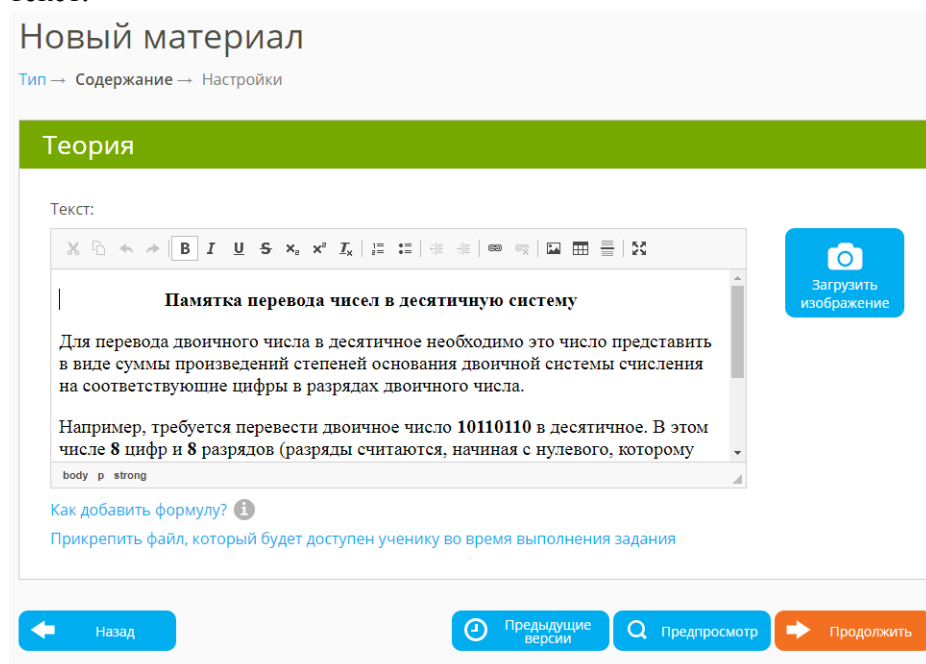 Новый материал
Тип → Содержание → Настройки
Теория
Текст:
B I U S x₂ x² Iₓ
Загрузить
изображение
Памятка перевода чисел в десятичную систему
Для перевода двоичного числа в десятичное необходимо это число представить
в виде суммы произведений степеней основания двоичной системы счисления
на соответствующие цифры в разрядах двоичного числа.
Например, требуется перевести двоичное число 10110110 в десятичное. В этом
числе 8 цифр и 8 разрядов (разряды считаются, начиная с нулевого, которому
body p strong
Как добавить формулу? i
Прикрепить файл, который будет доступен ученику во время выполнения задания
Назад
Предыдущие
версии
Предпросмотр
Продолжить